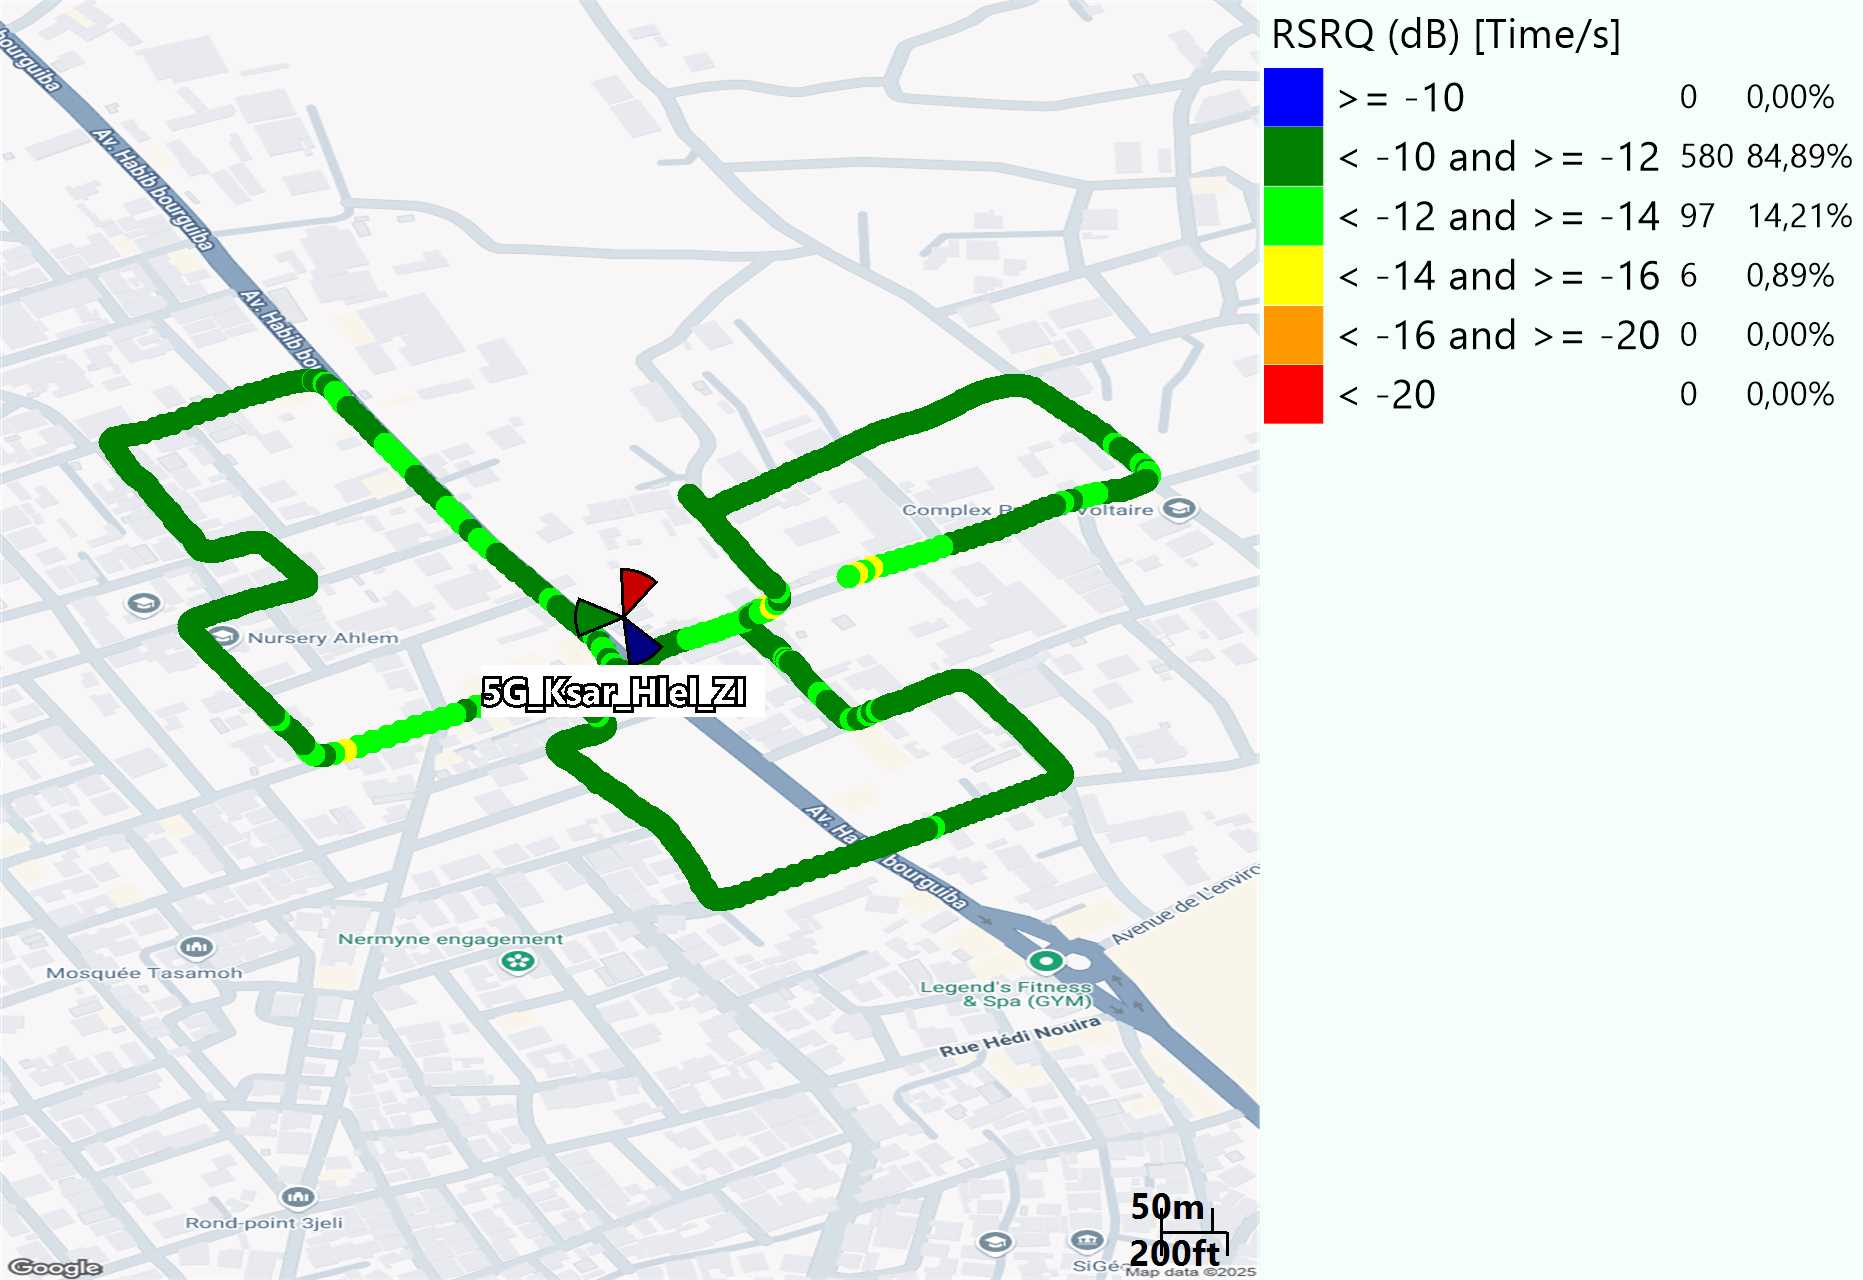 bourguiba
Av. Habib bourguiba
Av. Habib bo
RSRQ (dB) [Time/s]
>= -10 0 0,00%
< -10 and >= -12 580 84,89%
< -12 and >= -14 97 14,21%
< -14 and >= -16 6 0,89%
< -16 and >= -20 0 0,00%
< -20 0 0,00%
Complex
Voltaire
Nursery Ahlem
5G_Ksar_Hlel_ZI
Av. Ha
bourguiba
Avenue de L'enviro
Nermyne engagement
Mosquée Tasamoh
Legend's Fitness
& Spa (GYM)
Rue Hédi Nouira
Rond-point 3jeli
50m
200ft
SiGé
Map data ©2025
Google